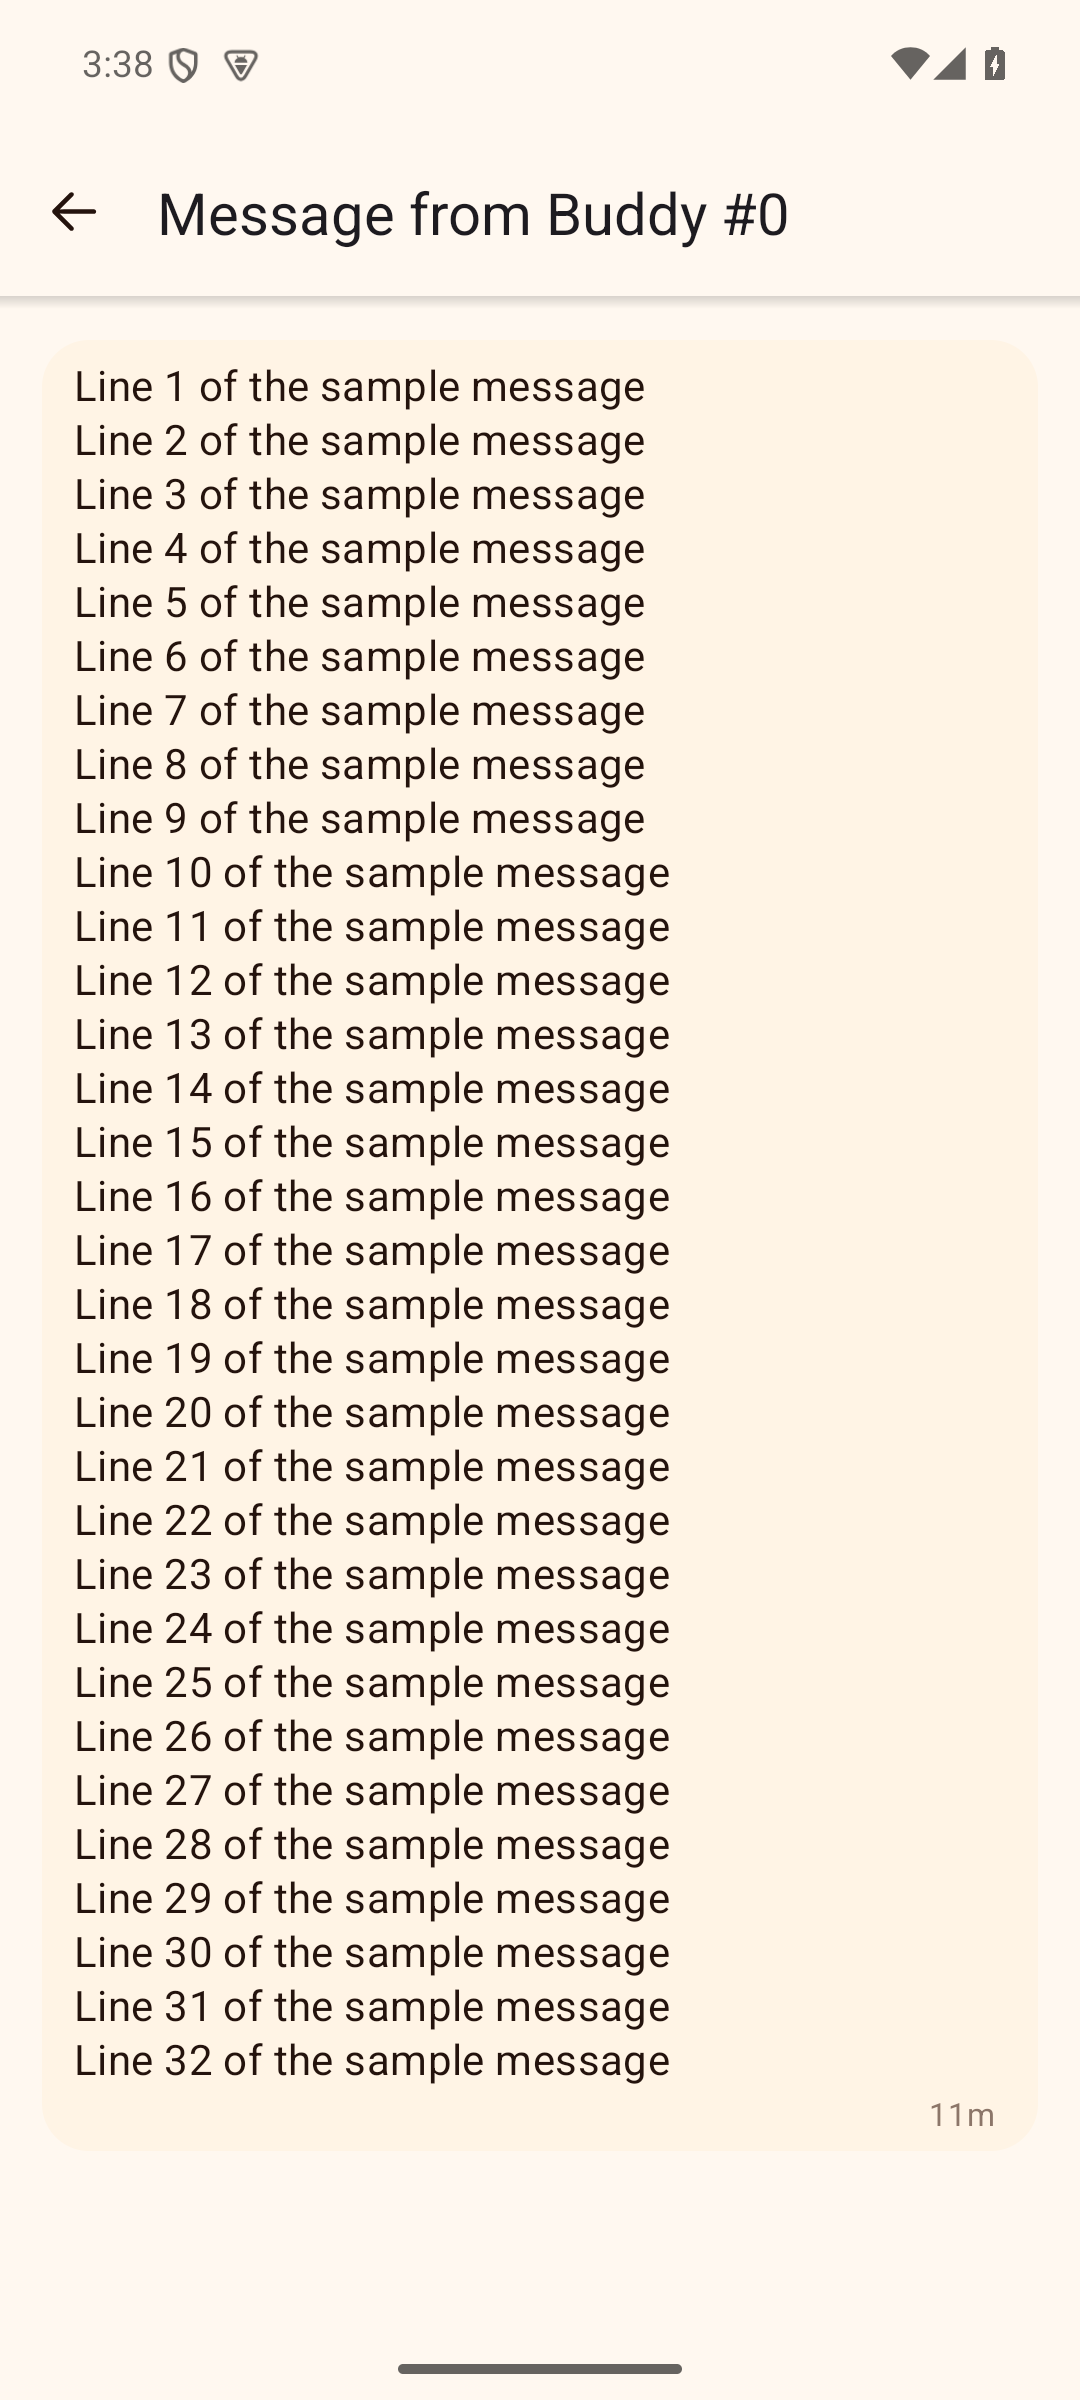 3:38
Message from Buddy #0
Line 1 of the sample message
Line 2 of the sample message
Line 3 of the sample message
Line 4 of the sample message
Line 5 of the sample message
Line 6 of the sample message
Line 7 of the sample message
Line 8 of the sample message
Line 9 of the sample message
Line 10 of the sample message
Line 11 of the sample message
Line 12 of the sample message
Line 13 of the sample message
Line 14 of the sample message
Line 15 of the sample message
Line 16 of the sample message
Line 17 of the sample message
Line 18 of the sample message
Line 19 of the sample message
Line 20 of the sample message
Line 21 of the sample message
Line 22 of the sample message
Line 23 of the sample message
Line 24 of the sample message
Line 25 of the sample message
Line 26 of the sample message
Line 27 of the sample message
Line 28 of the sample message
Line 29 of the sample message
Line 30 of the sample message
Line 31 of the sample message
Line 32 of the sample message
11m